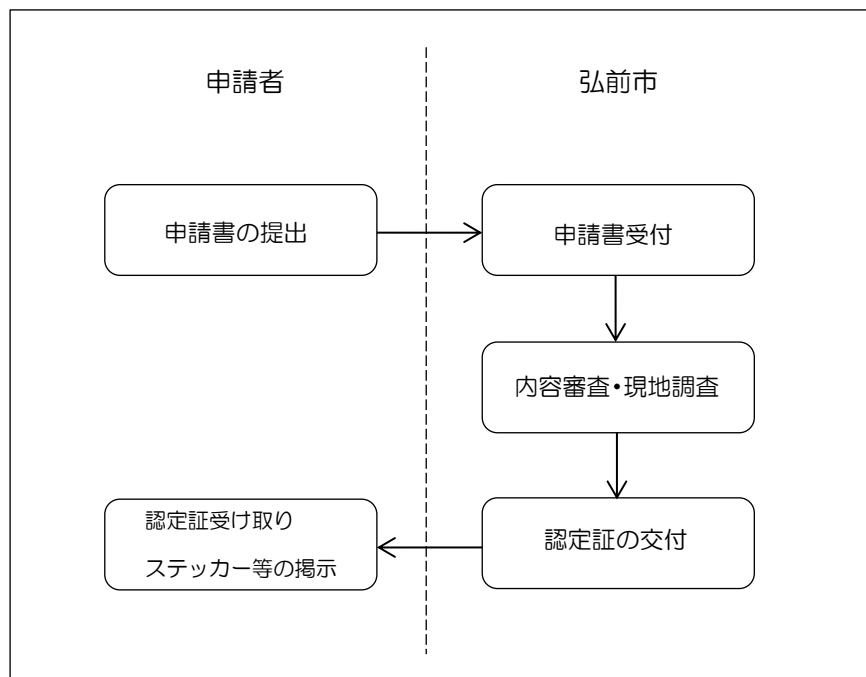 申請者
弘前市
申請書の提出
申請書受付
内容審査・現地調査
認定証の交付
認定証受け取り
ステッカー等の掲示